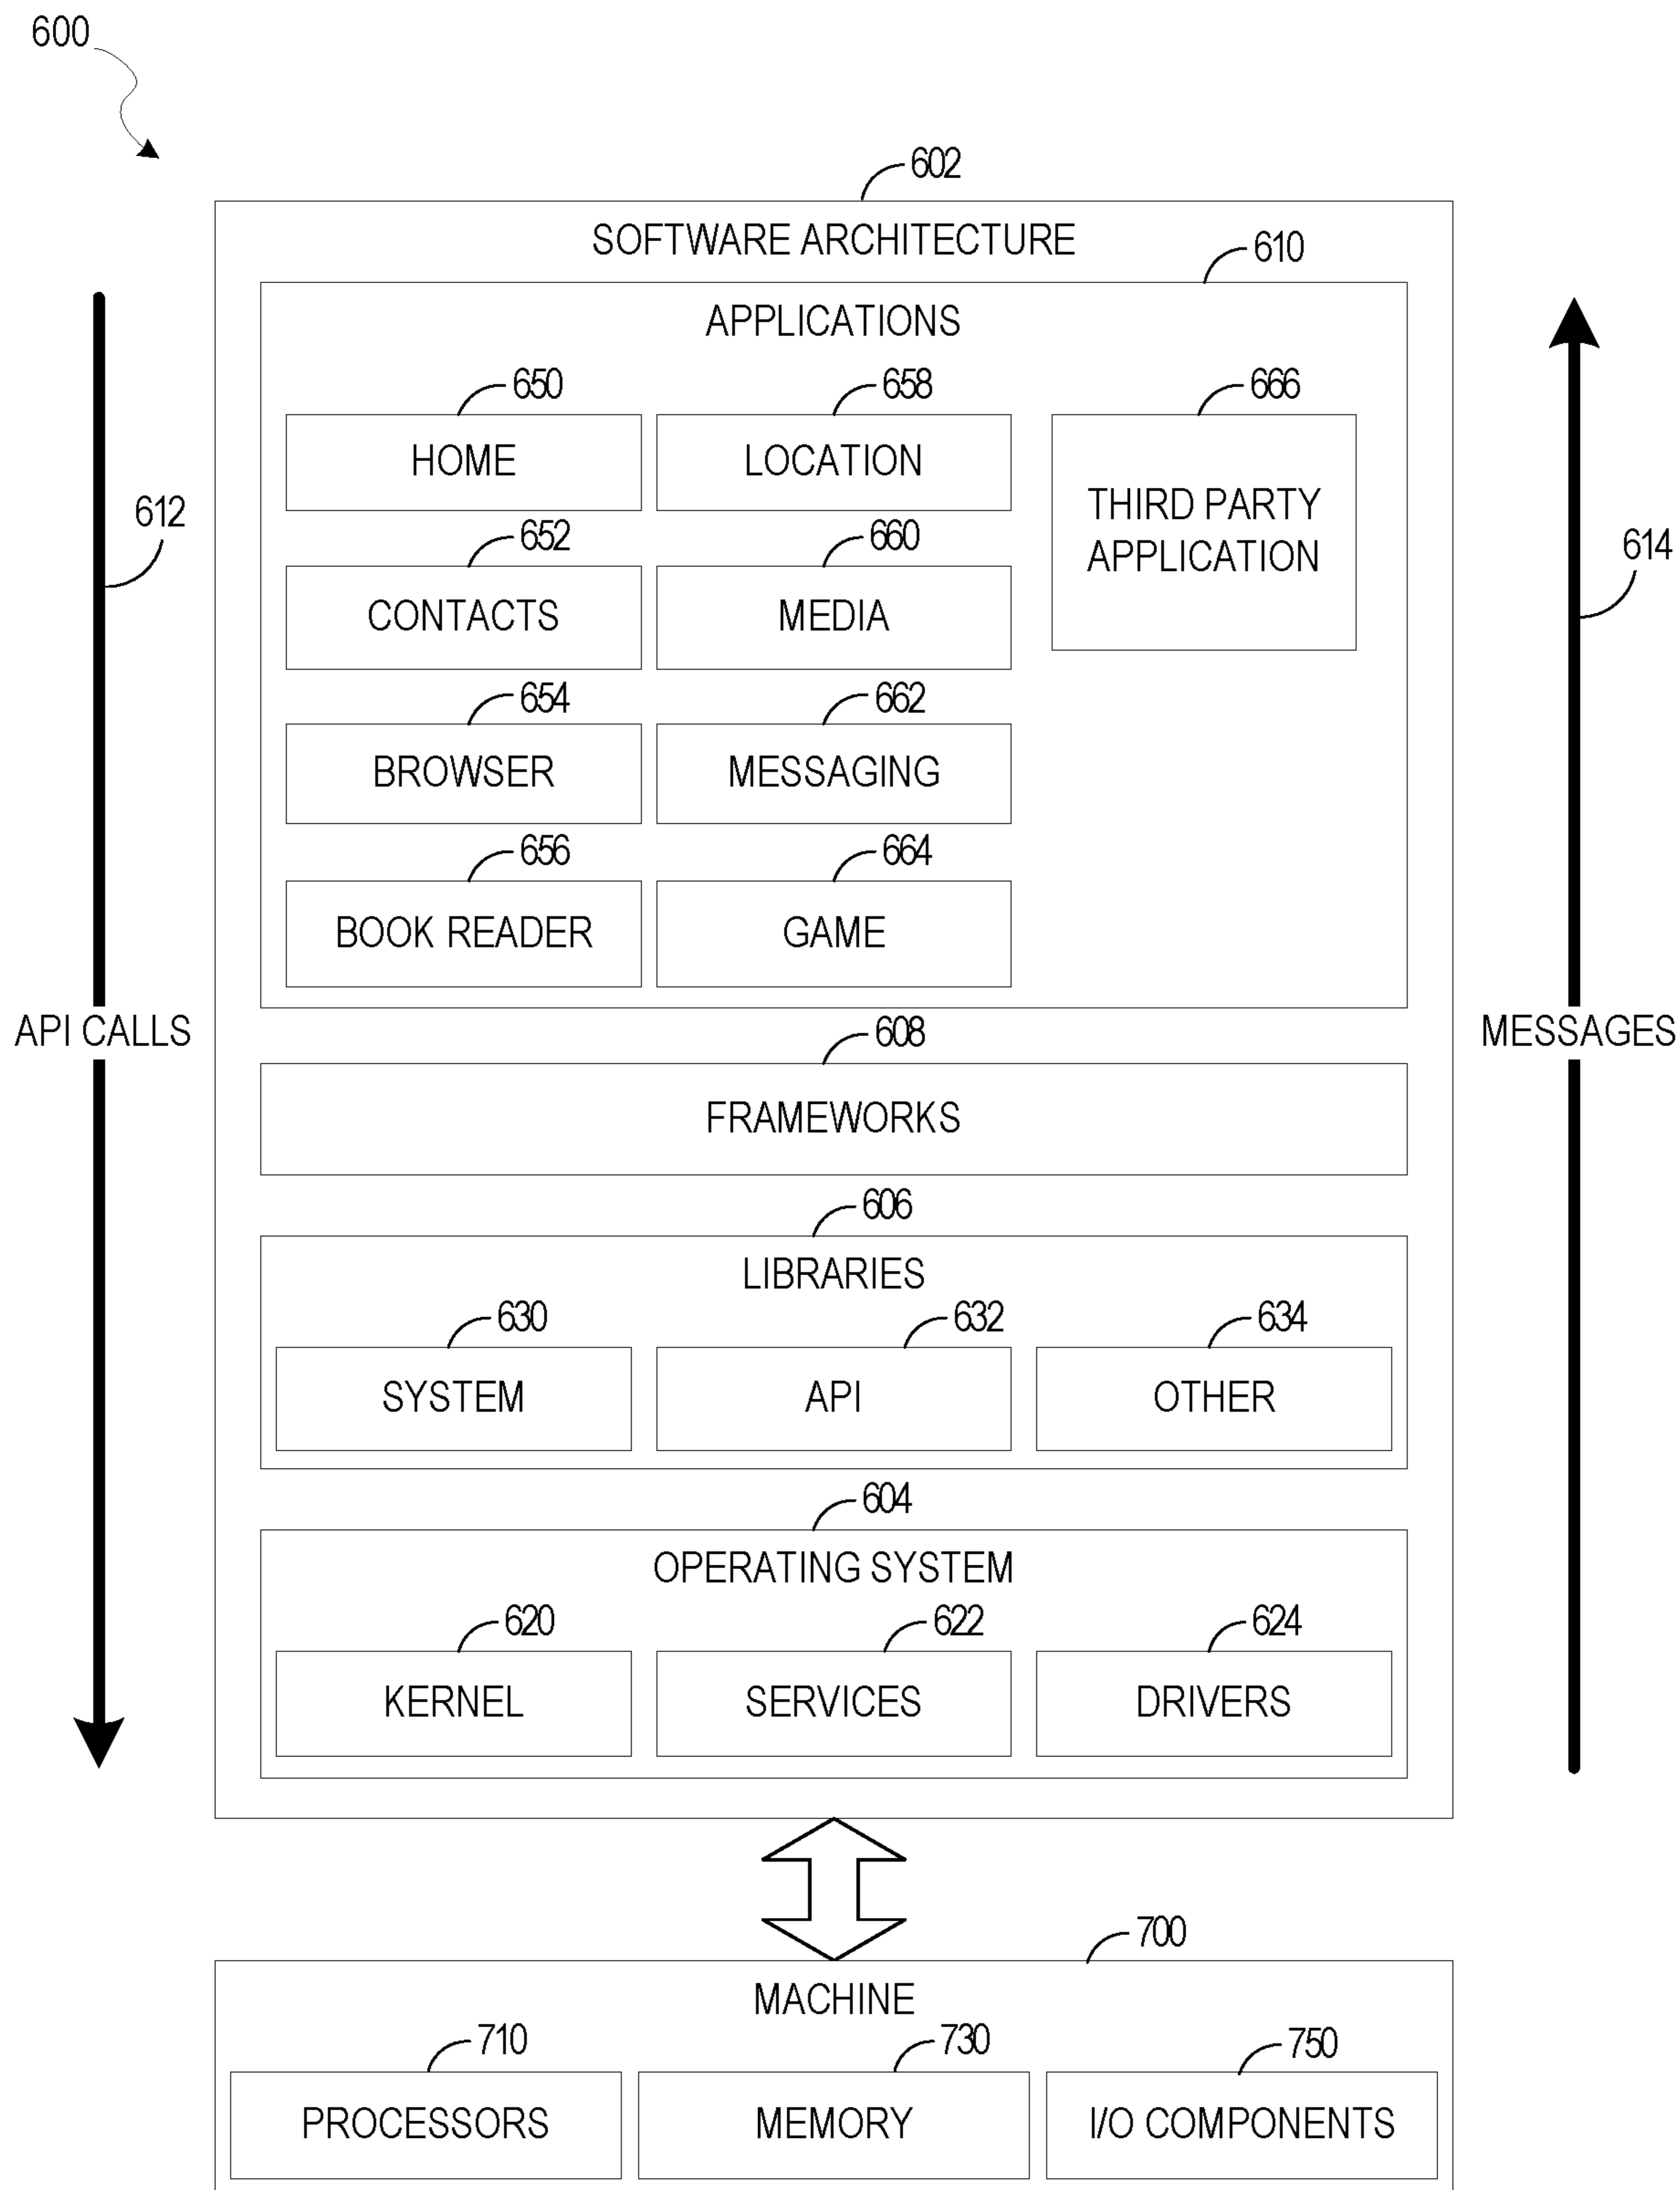 600
602
SOFTWARE ARCHITECTURE
610
APPLICATIONS
650
658
666
HOME
LOCATION
THIRD PARTY
APPLICATION
612
652
660
614
CONTACTS
MEDIA
654
662
BROWSER
MESSAGING
656
664
BOOK READER
GAME
API CALLS
MESSAGES
608
FRAMEWORKS
606
LIBRARIES
630
632
634
SYSTEM
API
OTHER
604
OPERATING SYSTEM
620
622
624
KERNEL
SERVICES
DRIVERS
700
MACHINE
710
730
750
PROCESSORS
MEMORY
I/O COMPONENTS